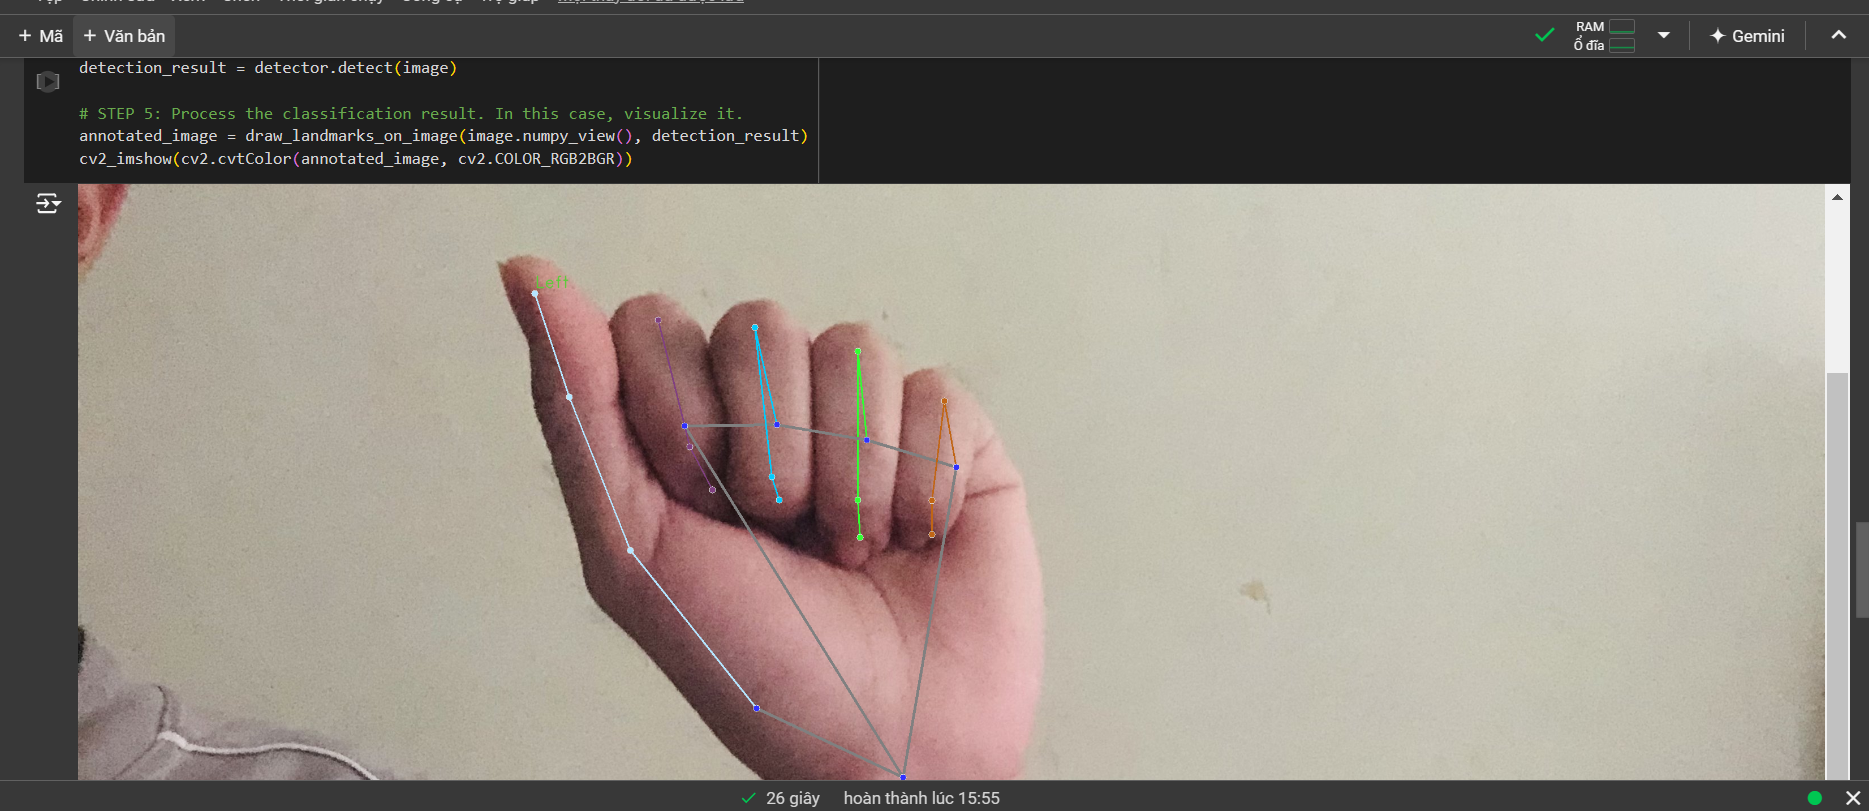 + Mã + Văn bản
RAM
Ổ đĩa
Gemini
detection_result = detector.detect(image)
# STEP 5: Process the classification result. In this case, visualize it.
annotated_image = draw_landmarks_on_image(image.numpy_view(), detection_result)
cv2_imshow(cv2.cvtColor(annotated_image, cv2.COLOR_RGB2BGR))
Left
26 giây hoàn thành lúc 15:55